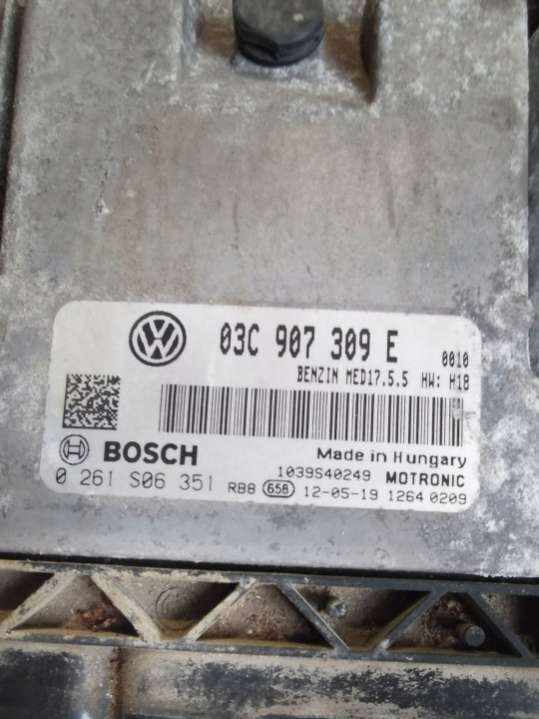 03C 907 309 E 0010
BENZIN MED17.5.5 HW: H18
BOSCH Made in Hungary
1039S40249 MOTRONIC
0 261 S06 351 RBB 658 12-05-19 1264 0209